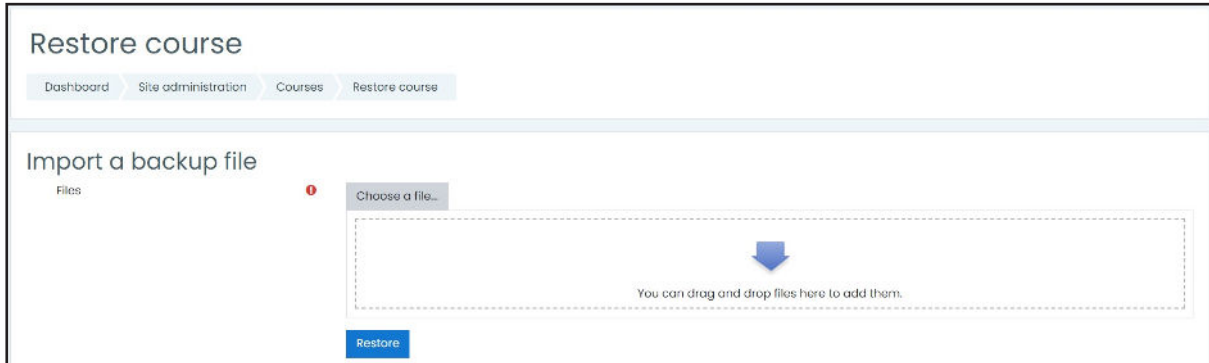 Restore course
Dashboard Site administration Courses Restore course
Import a backup file
Files
Choose a file...
You can drag and drop files here to add them.
Restore